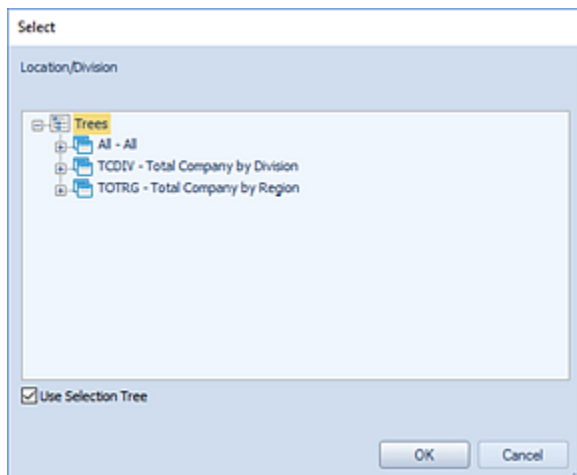 Select
Location/Division
Trees
All - All
TCDIV - Total Company by Division
TOTRG - Total Company by Region
Use Selection Tree
OK
Cancel